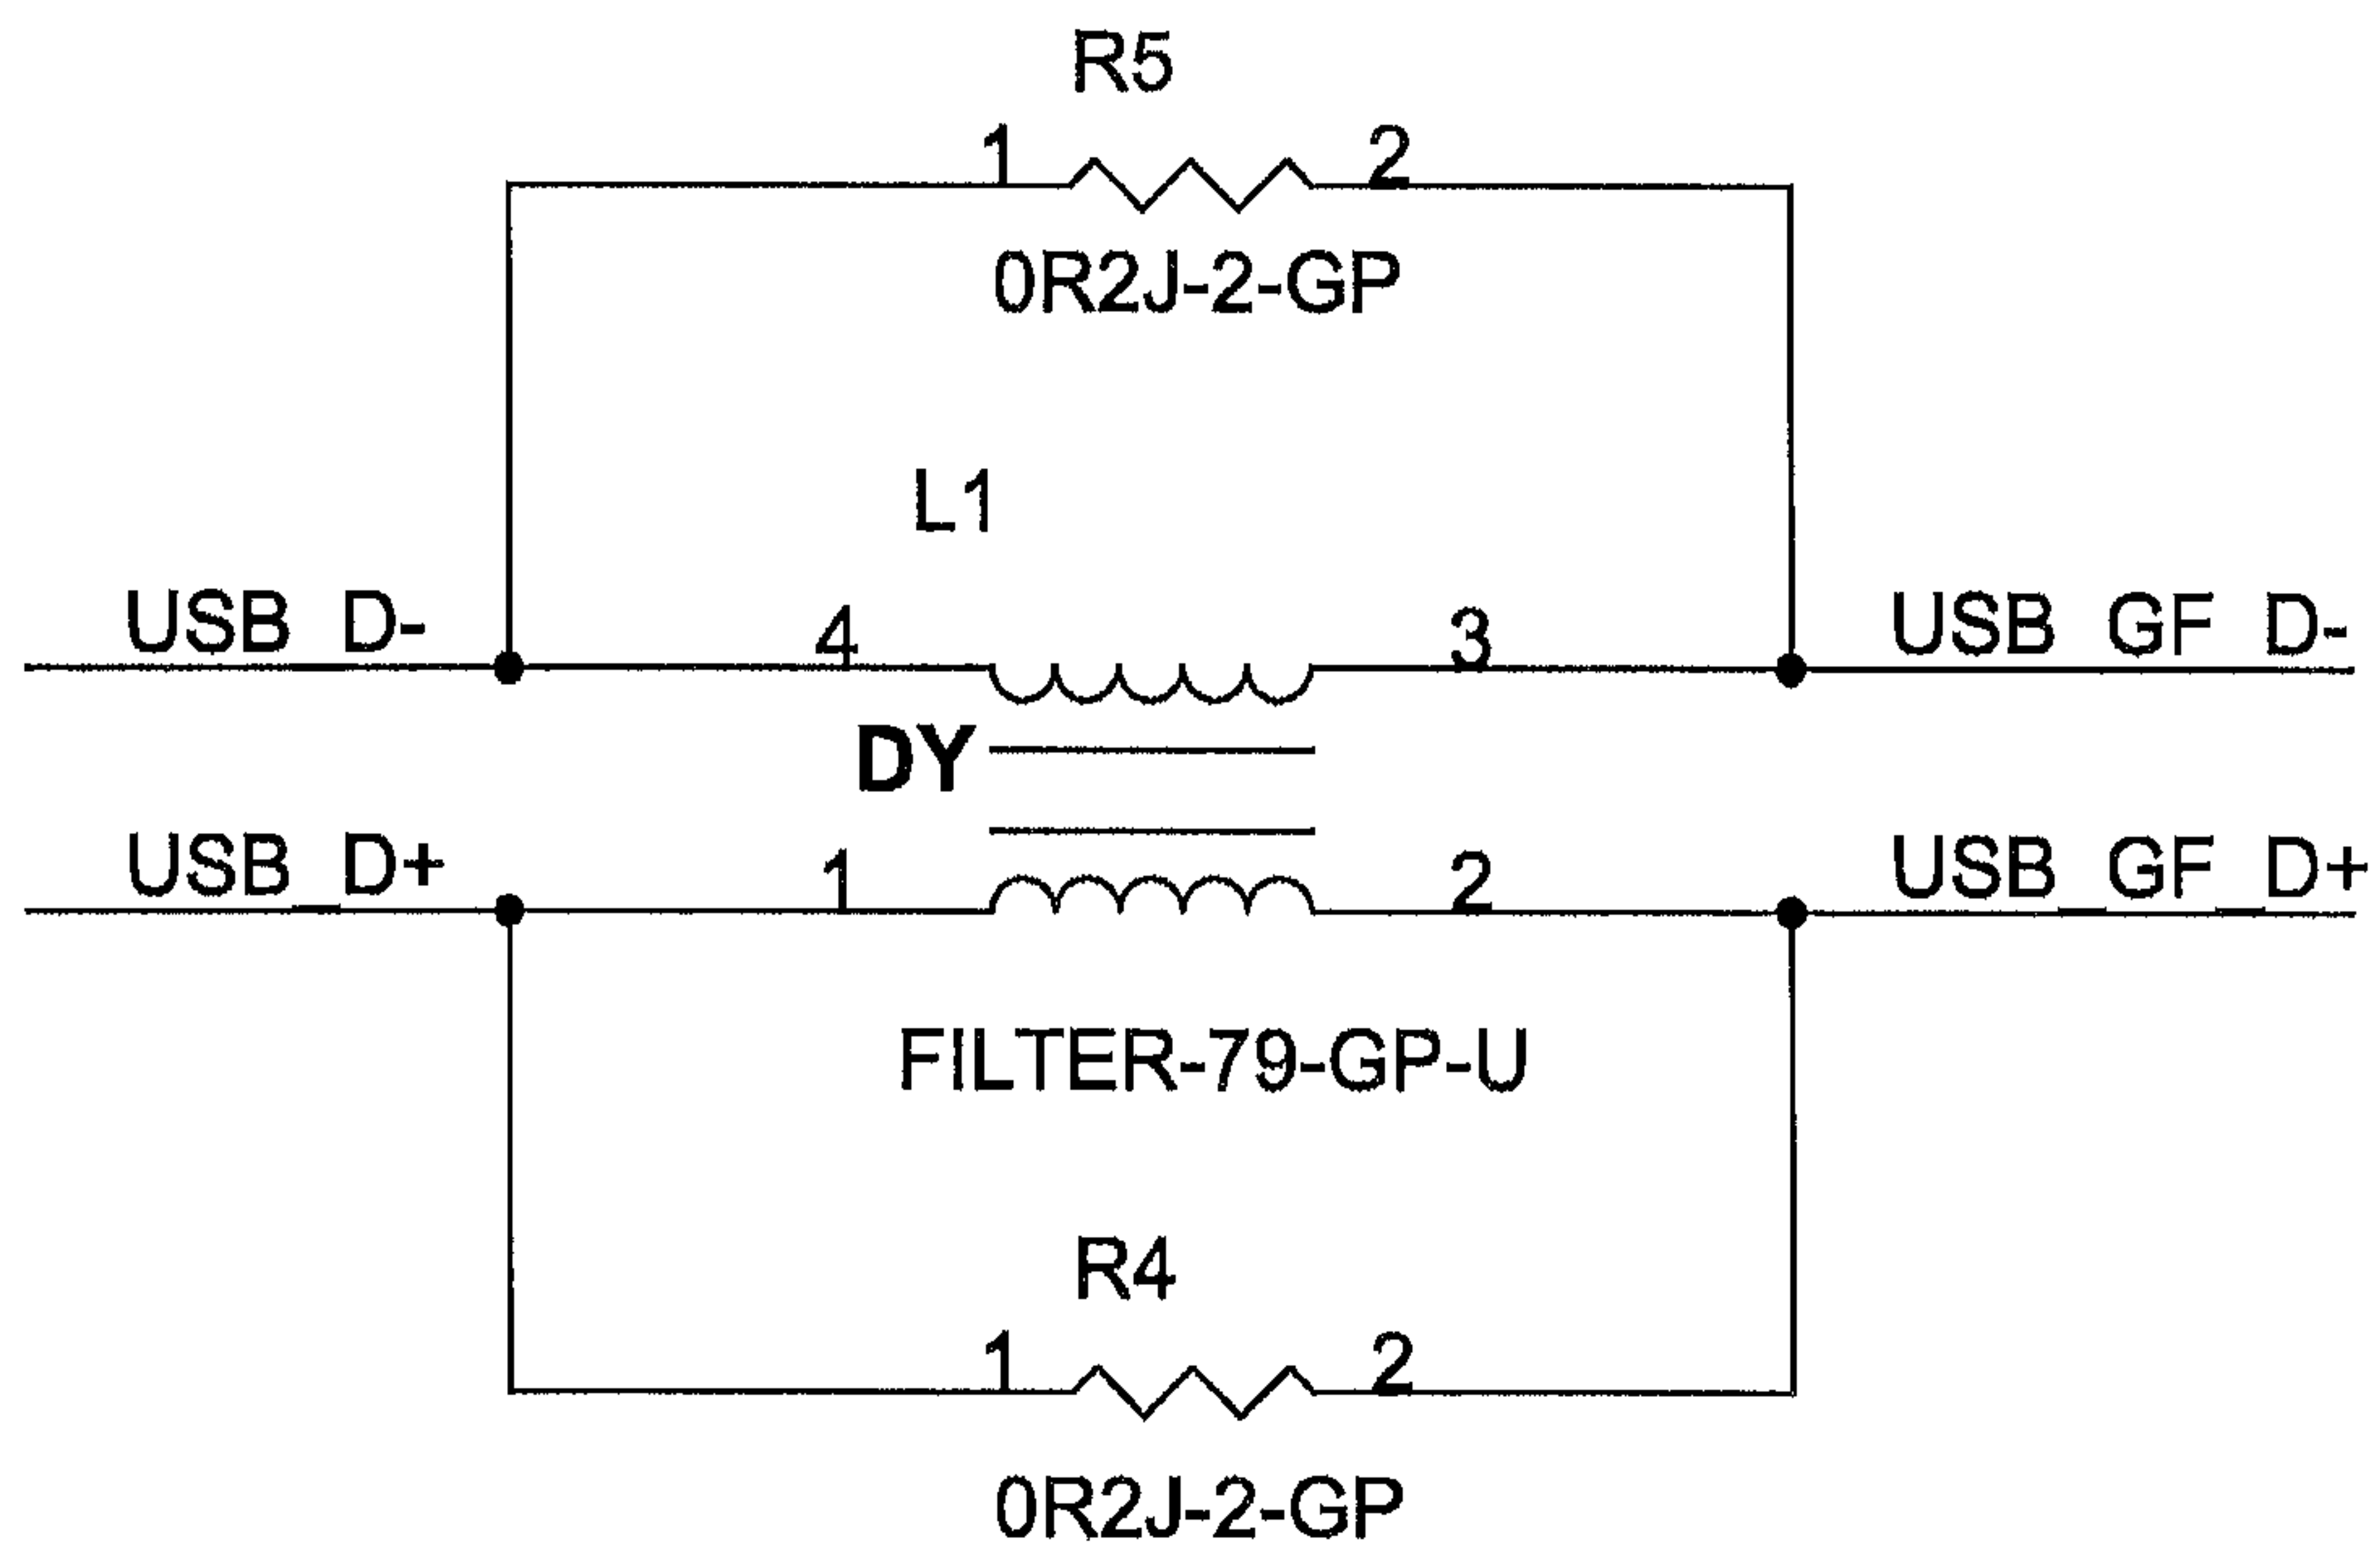 R5
1 2
0R2J-2-GP
L1
USB_D- 4 3 USB_GF_D-
DY
USB_D+ 1 2 USB_GF_D+
FILTER-79-GP-U
R4
1 2
0R2J-2-GP